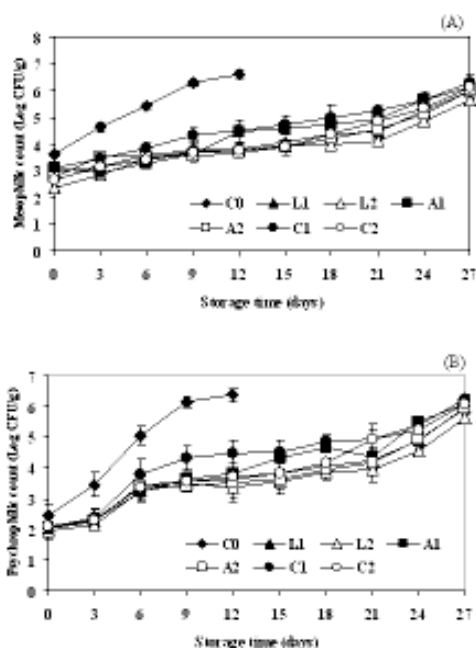 (A)
8
7
6
5
4
3
2
1
0
Mesophilic count (Log CFU/g)
C0 L1 L2 A1
A2 C1 C2
0 3 6 9 12 15 18 21 24 27
Storage time (days)
(B)
7
6
5
4
3
2
1
0
Psychrophilic count (Log CFU/g)
C0 L1 L2 A1
A2 C1 C2
0 3 6 9 12 15 18 21 24 27
Storage time (days)